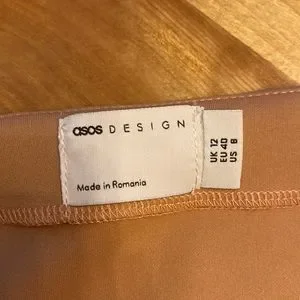 asos DESIGN
Made in Romania
UK 12
EU 40
US 8